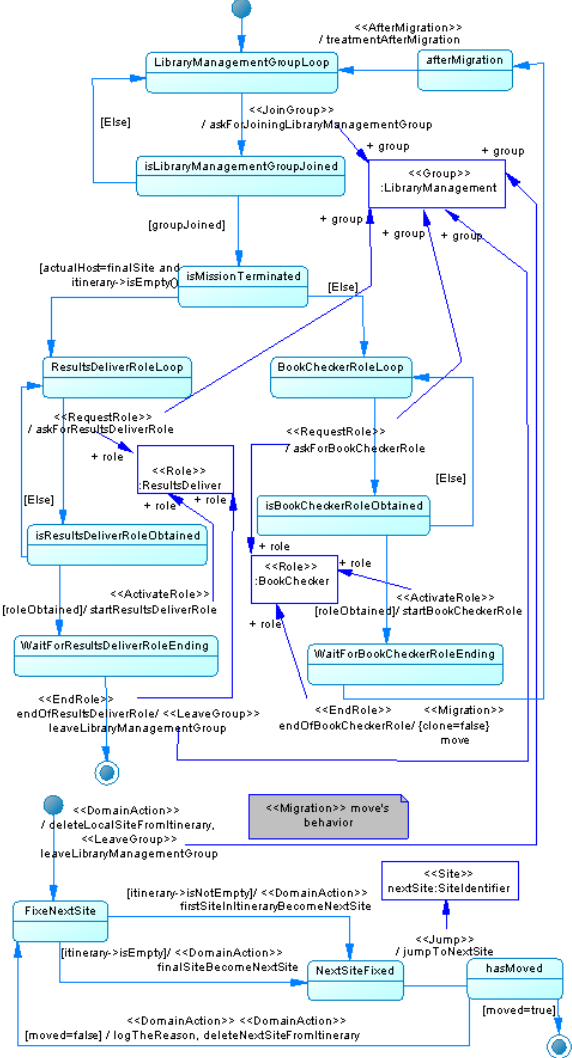 <<AfterMigration>>
/ treatmentAfterMigration
LibraryManagementGroupLoop
afterMigration
[Else]
<<JoinGroup>>
/ askForJoiningLibraryManagementGroup
+ group
+ group
isLibraryManagementGroupJoined
<<Group>>
:LibraryManagement
[groupJoined]
+ group
+ group
+ group
[actualHost=finalSite and
itinerary->isEmpty()
isMissionTerminated
[Else]
ResultsDeliverRoleLoop
BookCheckerRoleLoop
<<RequestRole>>
/ askForResultsDeliverRole
<<RequestRole>>
/ askForBookCheckerRole
+ role
<<Role>>
:ResultsDeliver
+ role
+ role
[Else]
[Else]
isResultsDeliverRoleObtained
isBookCheckerRoleObtained
+ role
<<Role>>
:BookChecker
+ role
<<ActivateRole>>
[roleObtained]/ startResultsDeliverRole
<<ActivateRole>>
[roleObtained]/ startBookCheckerRole
+ role
WaitForResultsDeliverRoleEnding
WaitForBookCheckerRoleEnding
<<EndRole>>
endOfResultsDeliverRole/ <<LeaveGroup>>
leaveLibraryManagementGroup
<<EndRole>> <<Migration>>
endOfBookCheckerRole/ {clone=false}
move
<<DomainAction>>
/ deleteLocalSiteFromItinerary,
<<LeaveGroup>>
leaveLibraryManagementGroup
<<Migration>> move's
behavior
<<Site>>
nextSite:SiteIdentifier
[itinerary->isNotEmpty]/ <<DomainAction>>
firstSiteInItineraryBecomeNextSite
FixeNextSite
[itinerary->isEmpty]/ <<DomainAction>>
finalSiteBecomeNextSite
<<Jump>>
/ jumpToNextSite
NextSiteFixed
hasMoved
[moved=true]
<<DomainAction>> <<DomainAction>>
[moved=false] / logTheReason, deleteNextSiteFromItinerary